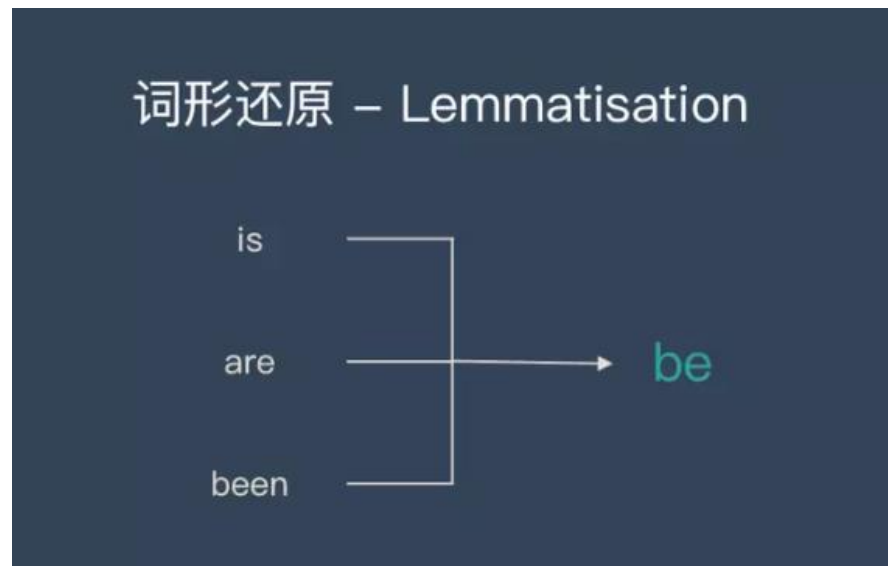 词形还原 – Lemmatisation
is
are
be
been